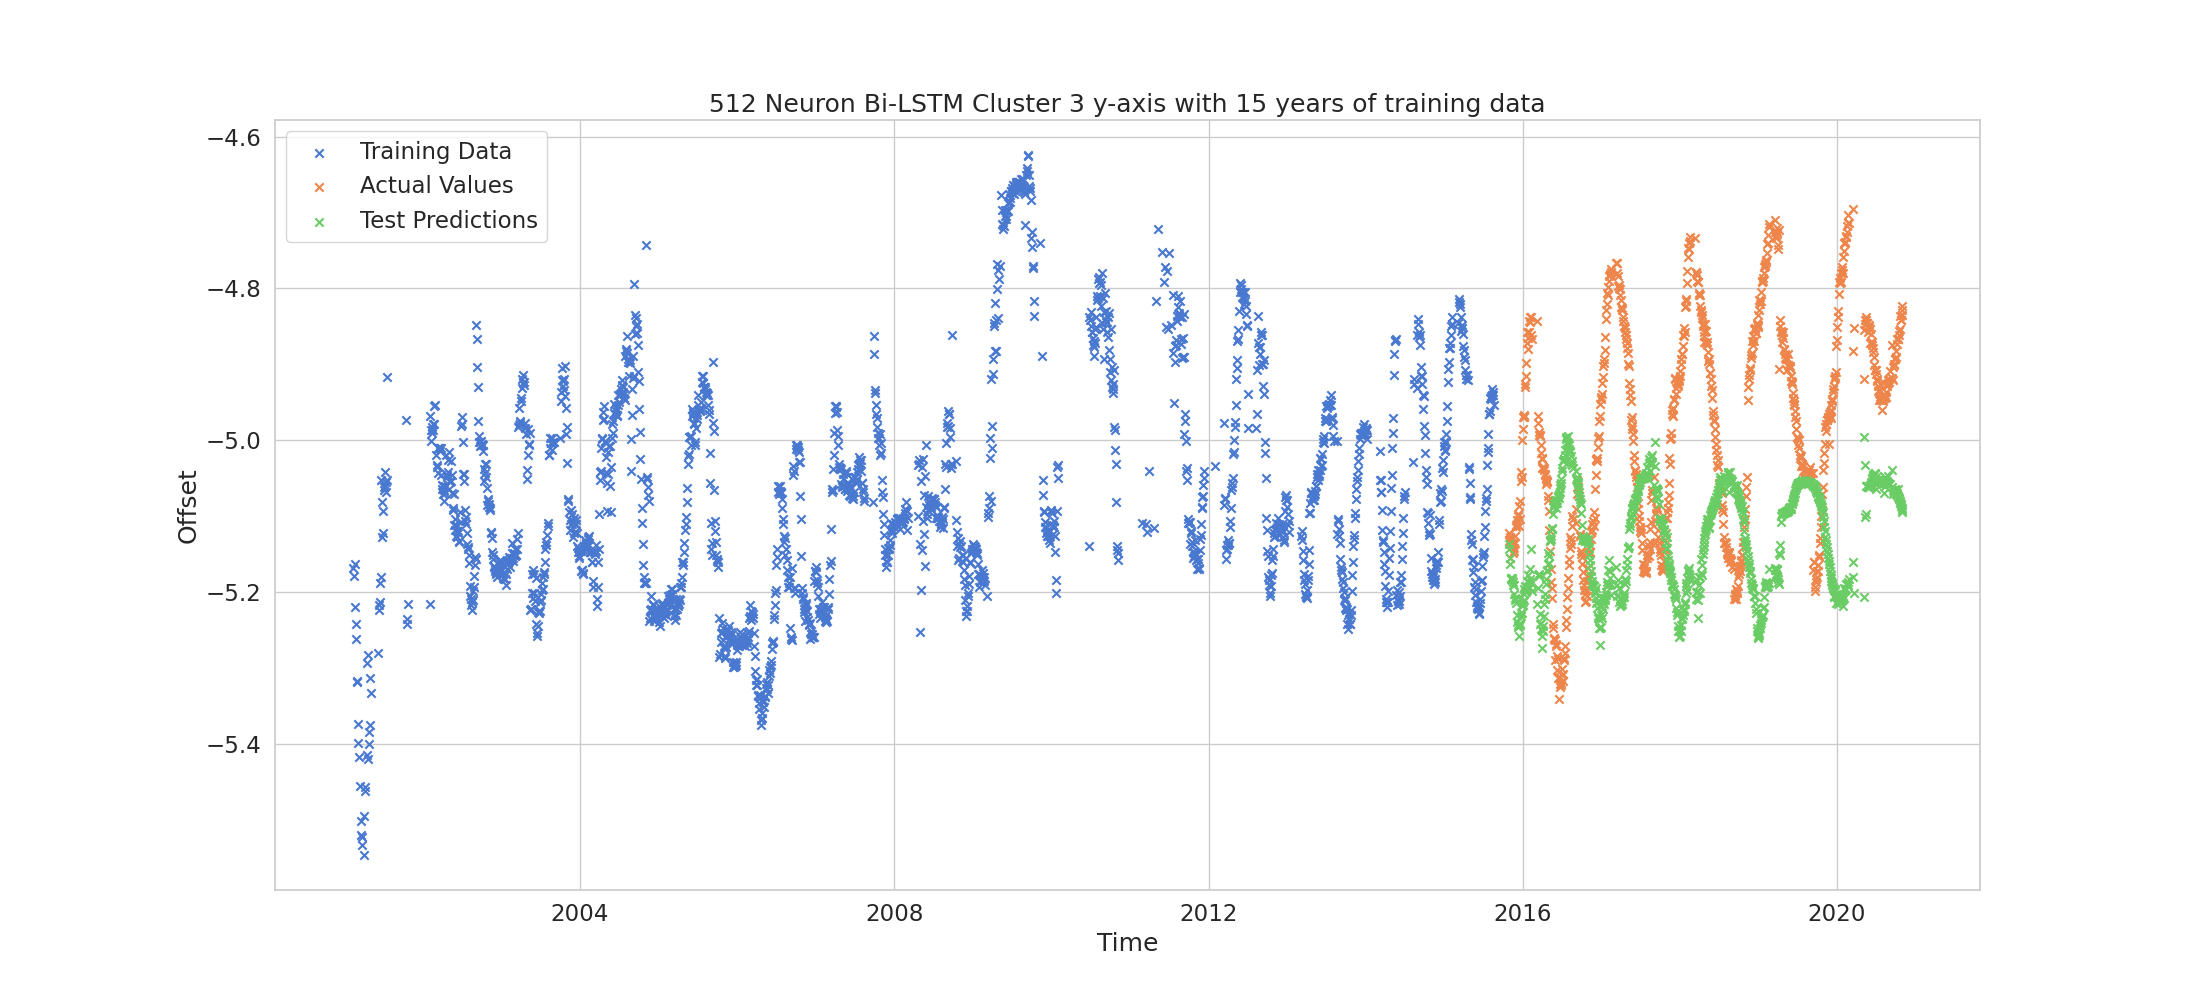 512 Neuron Bi-LSTM Cluster 3 y-axis with 15 years of training data
Training Data
Actual Values
Test Predictions
−4.6
−4.8
−5.0
−5.2
−5.4
Offset
2004 2008 2012 2016 2020
Time